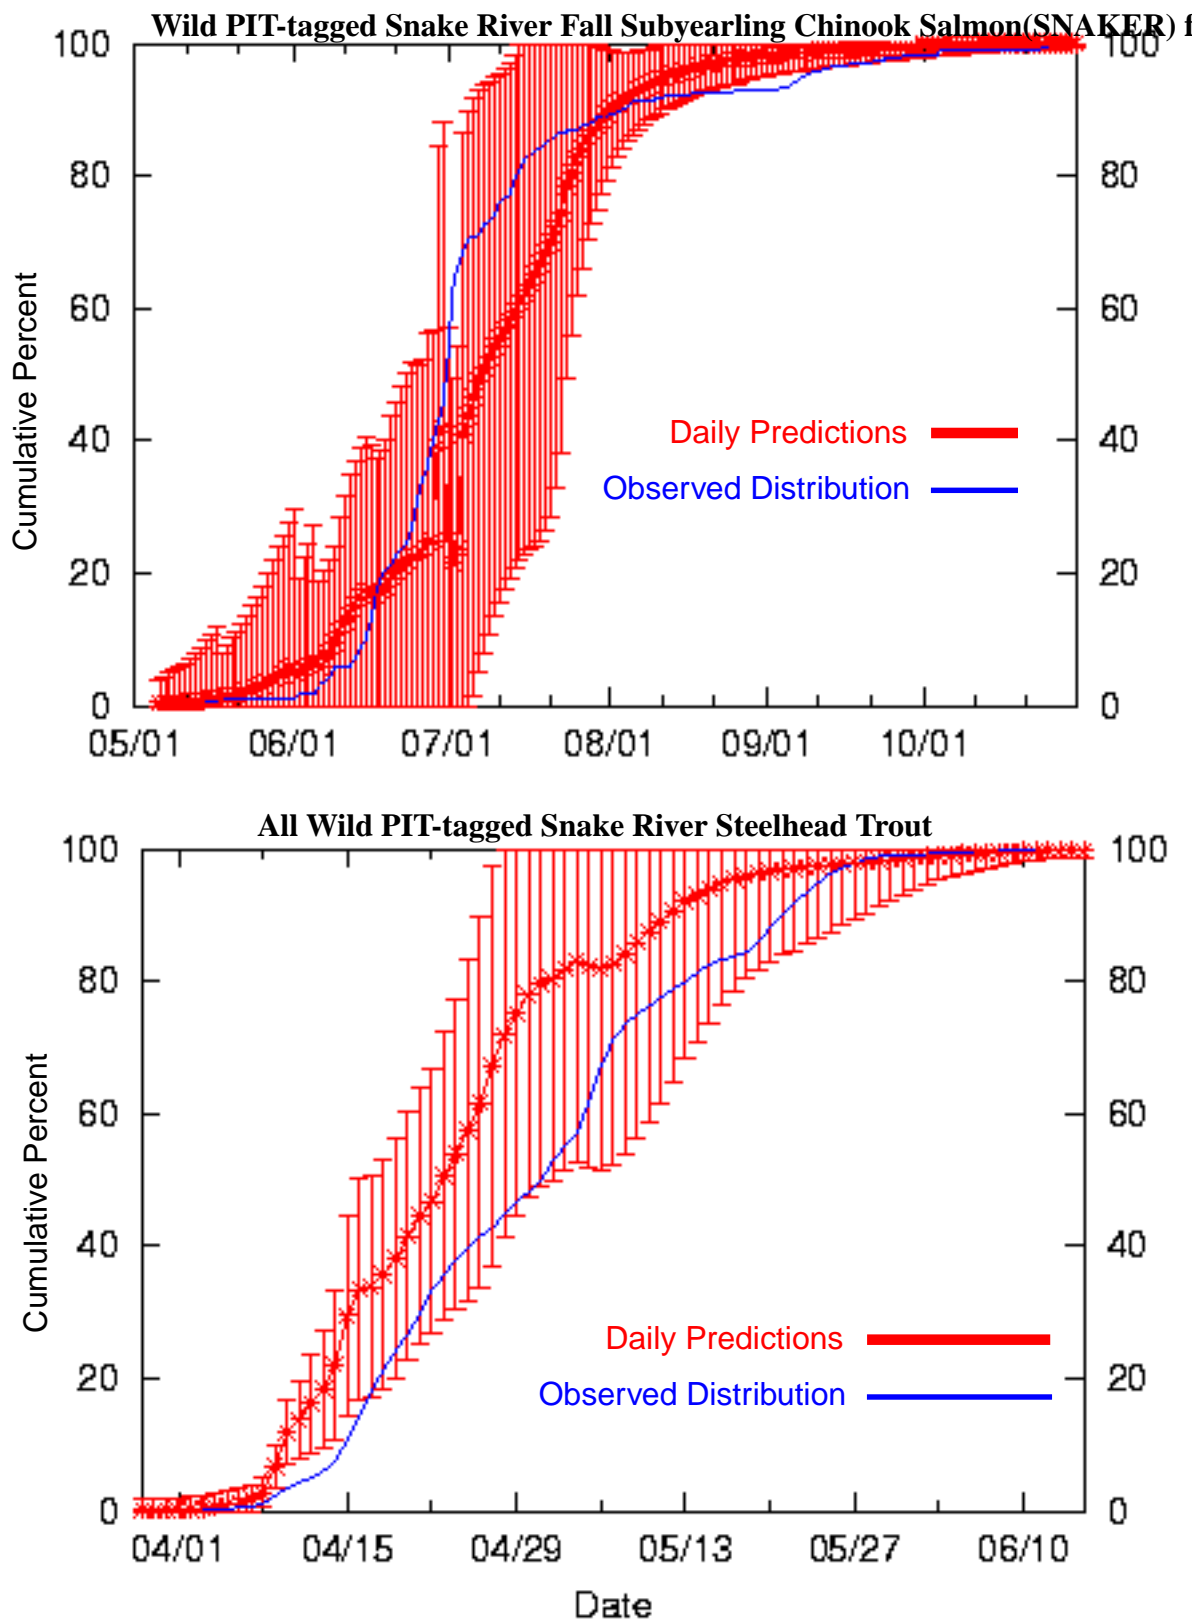 Wild PIT-tagged Snake River Fall Subyearling Chinook Salmon(SNAKER) f
100 100
80 80
60 60
40 40
20 20
0 0
Cumulative Percent
Daily Predictions
Observed Distribution
05/01 06/01 07/01 08/01 09/01 10/01
All Wild PIT-tagged Snake River Steelhead Trout
100 100
80 80
60 60
40 40
20 20
0 0
Cumulative Percent
Daily Predictions
Observed Distribution
04/01 04/15 04/29 05/13 05/27 06/10
Date